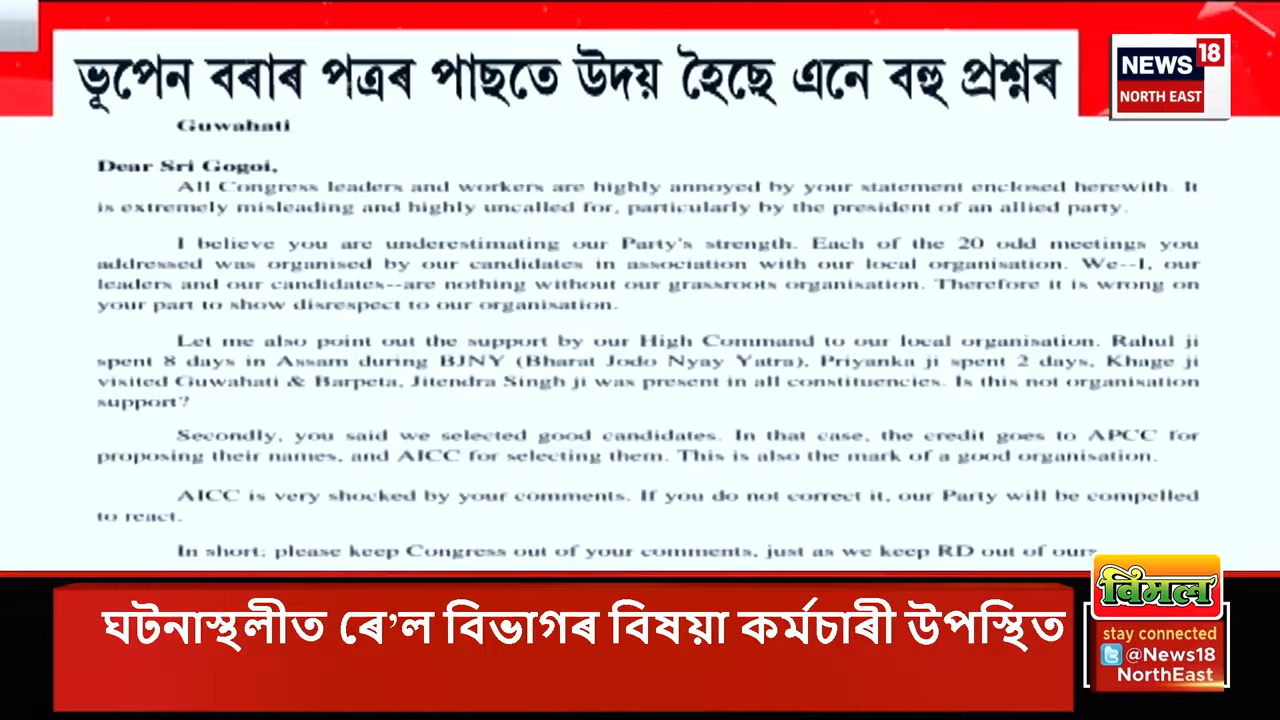 ভূপেন বৰাৰ পত্ৰৰ পাছতে উদয় হৈছে এনে বহু প্ৰশ্নৰ
NEWS 18
NORTH EAST
Guwahati
Dear Sri Gogoi,
All Congress leaders and workers are highly annoyed by your statement enclosed herewith. It
is extremely misleading and highly uncalled for, particularly by the president of an allied party.
I believe you are underestimating our Party's strength. Each of the 20 odd meetings you
addressed was organised by our candidates in association with our local organisation. We--I, our
leaders and our candidates--are nothing without our grassroots organisation. Therefore it is wrong on
your part to show disrespect to our organisation.
Let me also point out the support by our High Command to our local organisation. Rahul ji
spent 8 days in Assam during BJNY (Bharat Jodo Nyay Yatra), Priyanka ji spent 2 days, Khage ji
visited Guwahati & Barpeta, Jitendra Singh ji was present in all constituencies. Is this not organisation
support?
Secondly, you said we selected good candidates. In that case, the credit goes to APCC for
proposing their names, and AICC for selecting them. This is also the mark of a good organisation.
AICC is very shocked by your comments. If you do not correct it, our Party will be compelled
to react.
In short; please keep Congress out of your comments, just as we keep RD out of ours
ঘটনাস্থলীত ৰে’ল বিভাগৰ বিষয়া কৰ্মচাৰী উপস্থিত
विमल
stay connected
@News18
NorthEast